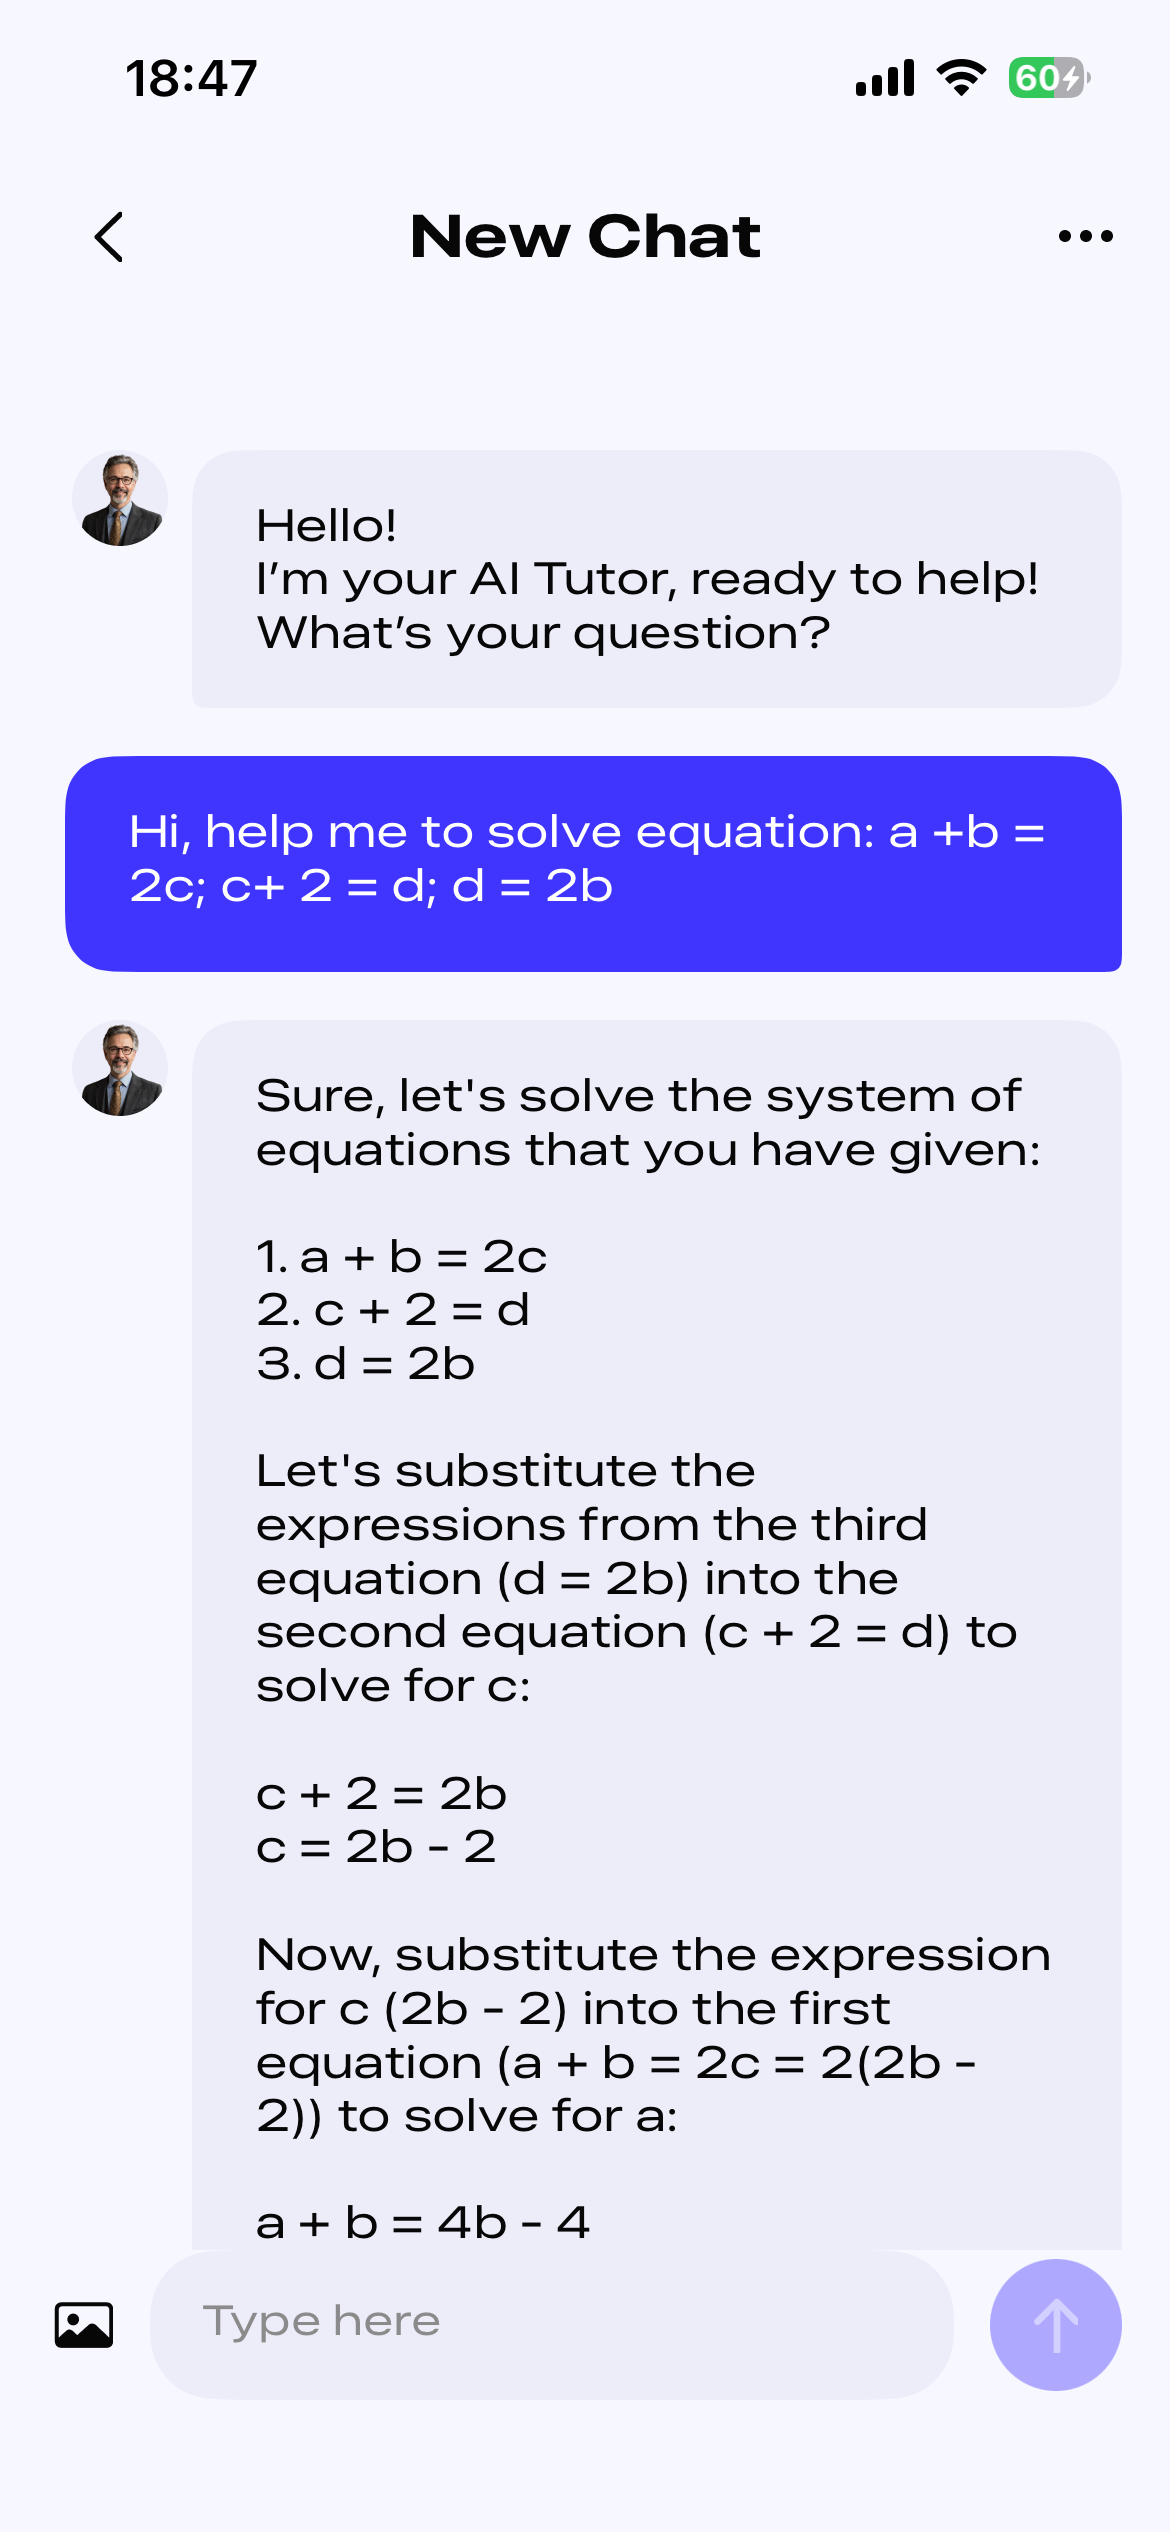 18:47
60
New Chat
Hello!
I’m your AI Tutor, ready to help!
What’s your question?
Hi, help me to solve equation: a +b =
2c; c+ 2 = d; d = 2b
Sure, let's solve the system of
equations that you have given:
1. a + b = 2c
2. c + 2 = d
3. d = 2b
Let's substitute the
expressions from the third
equation (d = 2b) into the
second equation (c + 2 = d) to
solve for c:
c + 2 = 2b
c = 2b - 2
Now, substitute the expression
for c (2b - 2) into the first
equation (a + b = 2c = 2(2b -
2)) to solve for a:
a + b = 4b - 4
Type here